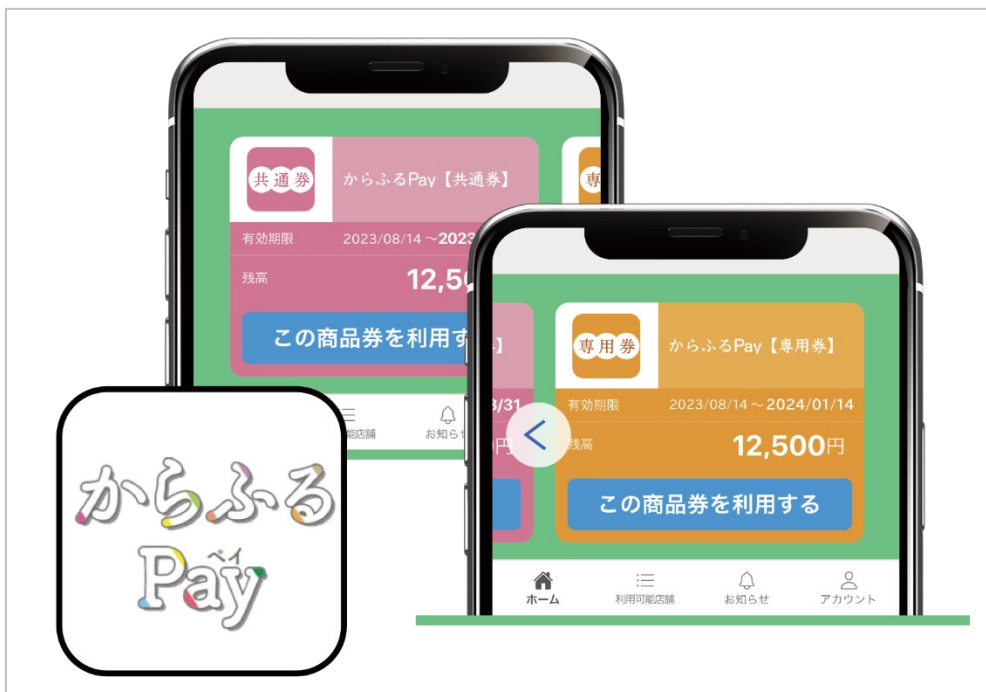 共通券
からふるPay【共通券】
有効期限 2023/08/14～2023
残高 12,50
この商品券を利用す
能店舗 お知らせ
専
】
8/31
円
専用券
からふるPay【専用券】
有効期限 2023/08/14～2024/01/14
残高 12,500円
この商品券を利用する
ホーム 利用可能店舗 お知らせ アカウント
からふる
ペイ
Pay